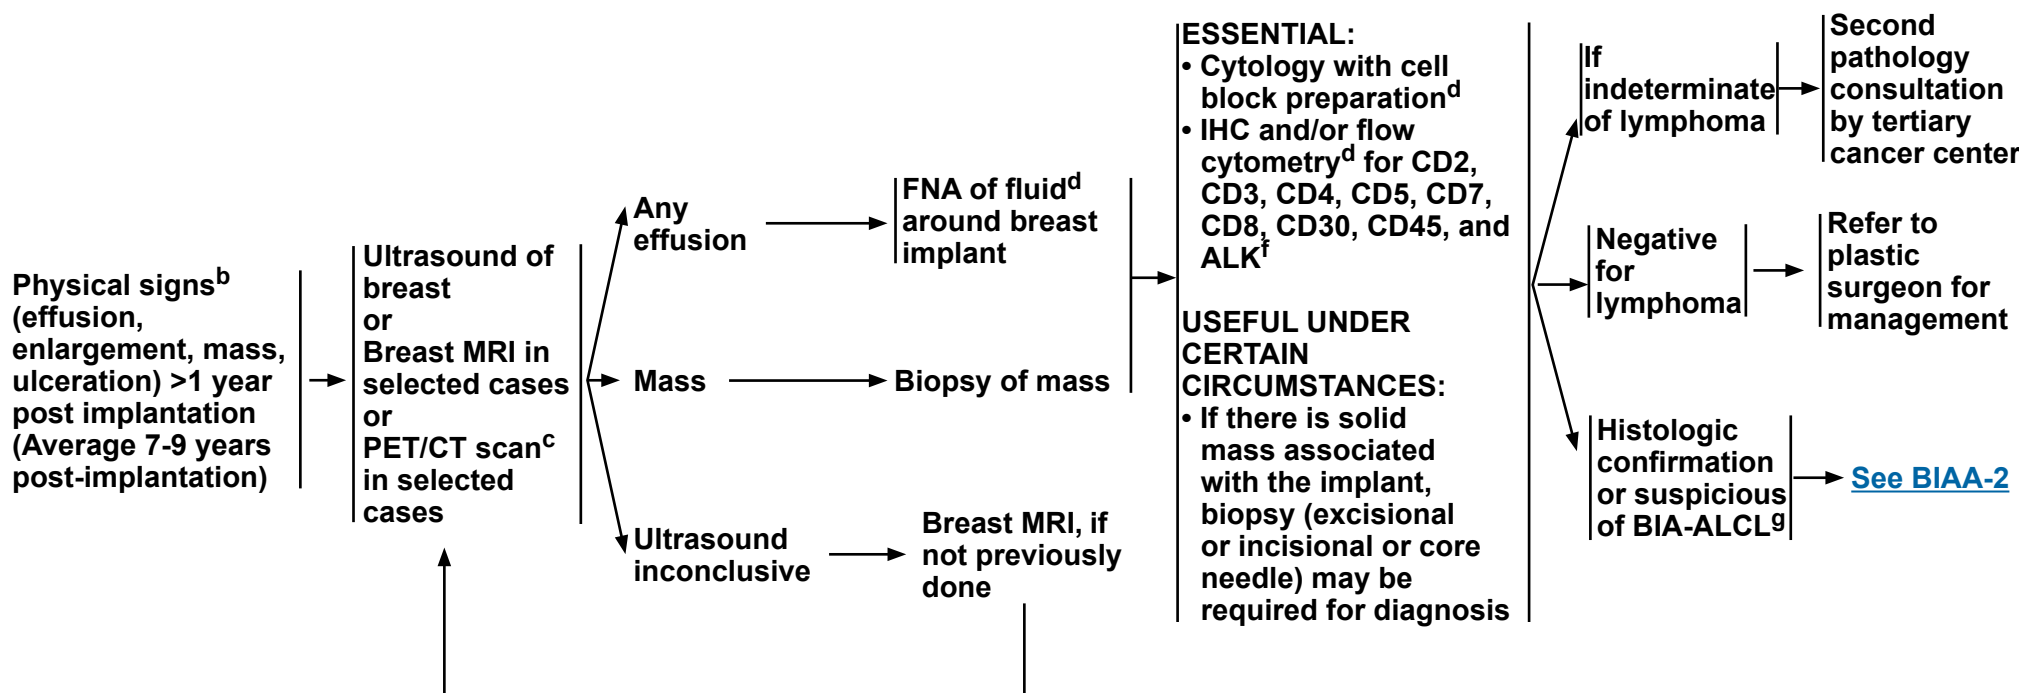 Physical signsb
(effusion,
enlargement, mass,
ulceration) >1 year
post implantation
(Average 7-9 years
post-implantation)
Ultrasound of
breast
or
Breast MRI in
selected cases
or
PET/CT scanc
in selected
cases
Any
effusion
FNA of fluidd
around breast
implant
Mass
Biopsy of mass
Ultrasound
inconclusive
Breast MRI, if
not previously
done
ESSENTIAL:
• Cytology with cell
block preparationd
• IHC and/or flow
cytometryd for CD2,
CD3, CD4, CD5, CD7,
CD8, CD30, CD45, and
ALKf
USEFUL UNDER
CERTAIN
CIRCUMSTANCES:
• If there is solid
mass associated
with the implant,
biopsy (excisional
or incisional or core
needle) may be
required for diagnosis
If
indeterminate
of lymphoma
Second
pathology
consultation
by tertiary
cancer center
Negative
for
lymphoma
Refer to
plastic
surgeon for
management
Histologic
confirmation
or suspicious
of BIA-ALCLg
See BIAA-2